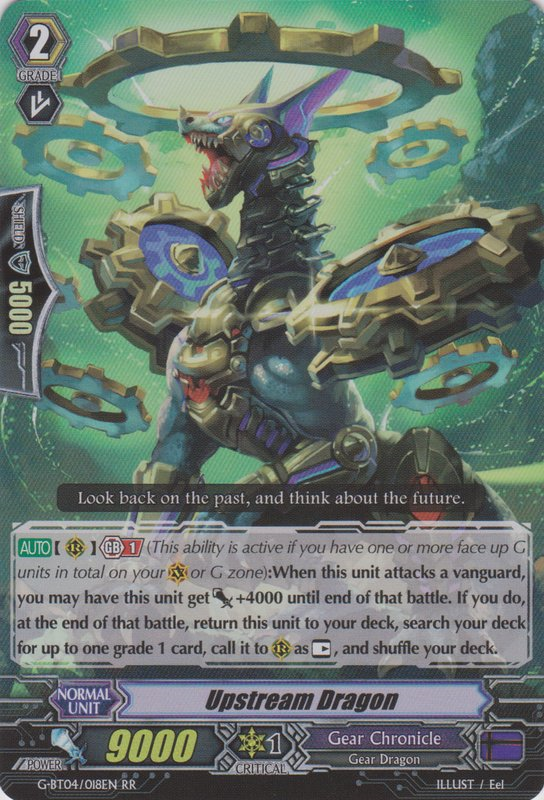 2
GRADE
SHIELD
5000
Look back on the past, and think about the future.
AUTO [ R ] GB 1 (This ability is active if you have one or more face up G
units in total on your V or G zone):When this unit attacks a vanguard,
you may have this unit get +4000 until end of that battle. If you do,
at the end of that battle, return this unit to your deck, search your deck
for up to one grade 1 card, call it to R as , and shuffle your deck.
NORMAL
UNIT
Upstream Dragon
POWER
9000
1
CRITICAL
Gear Chronicle
Gear Dragon
G-BT04/018EN RR
ILLUST / Eel